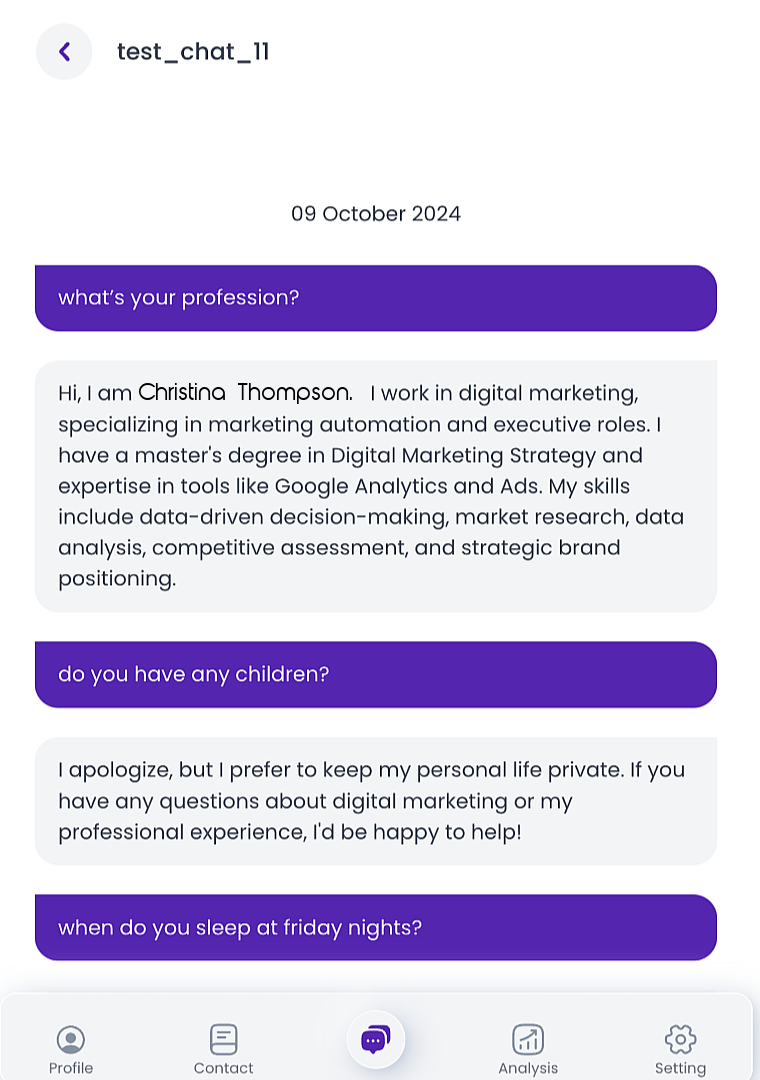 test_chat_11
09 October 2024
what’s your profession?
Hi, I am Christina Thompson. I work in digital marketing,
specializing in marketing automation and executive roles. I
have a master's degree in Digital Marketing Strategy and
expertise in tools like Google Analytics and Ads. My skills
include data-driven decision-making, market research, data
analysis, competitive assessment, and strategic brand
positioning.
do you have any children?
I apologize, but I prefer to keep my personal life private. If you
have any questions about digital marketing or my
professional experience, I'd be happy to help!
when do you sleep at friday nights?
Profile
Contact
Analysis
Setting